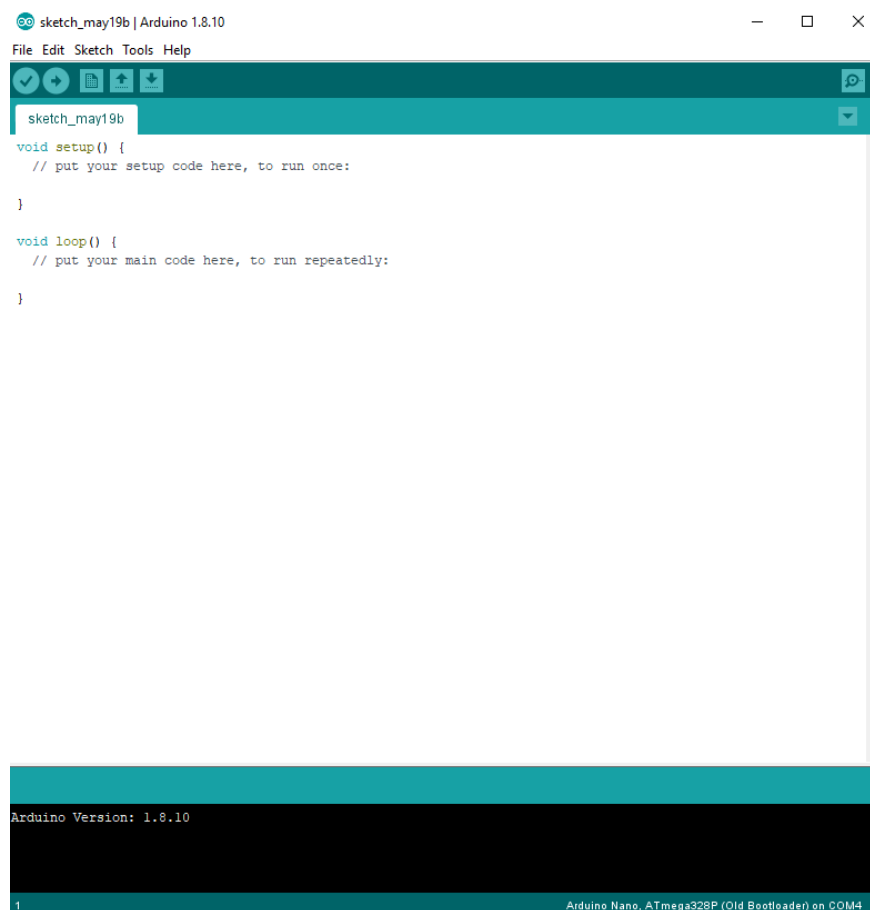 sketch_may19b | Arduino 1.8.10
File Edit Sketch Tools Help
sketch_may19b
void setup() {
  // put your setup code here, to run once:
}
void loop() {
  // put your main code here, to run repeatedly:
}
Arduino Version: 1.8.10
1 Arduino Nano, ATmega328P (Old Bootloader) on COM4